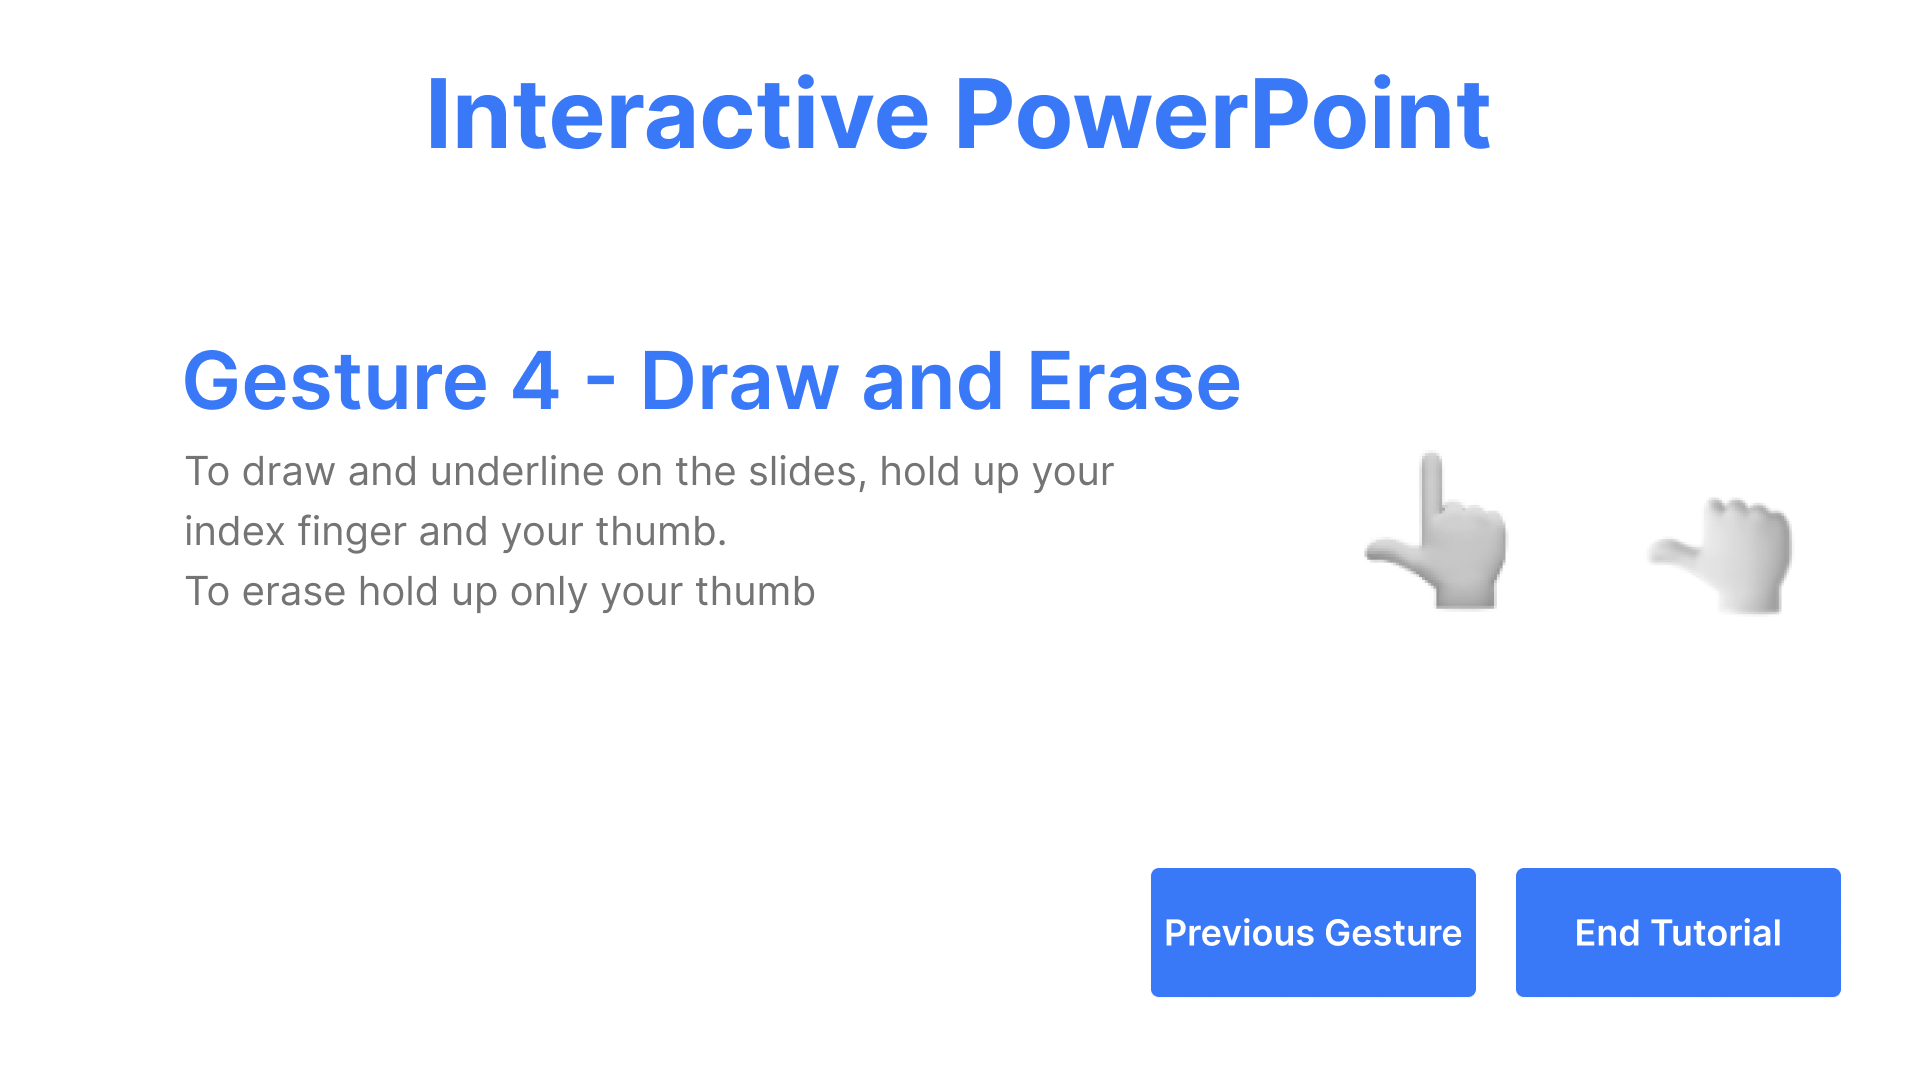 Interactive PowerPoint
Gesture 4 - Draw and Erase
To draw and underline on the slides, hold up your
index finger and your thumb.
To erase hold up only your thumb
Previous Gesture
End Tutorial